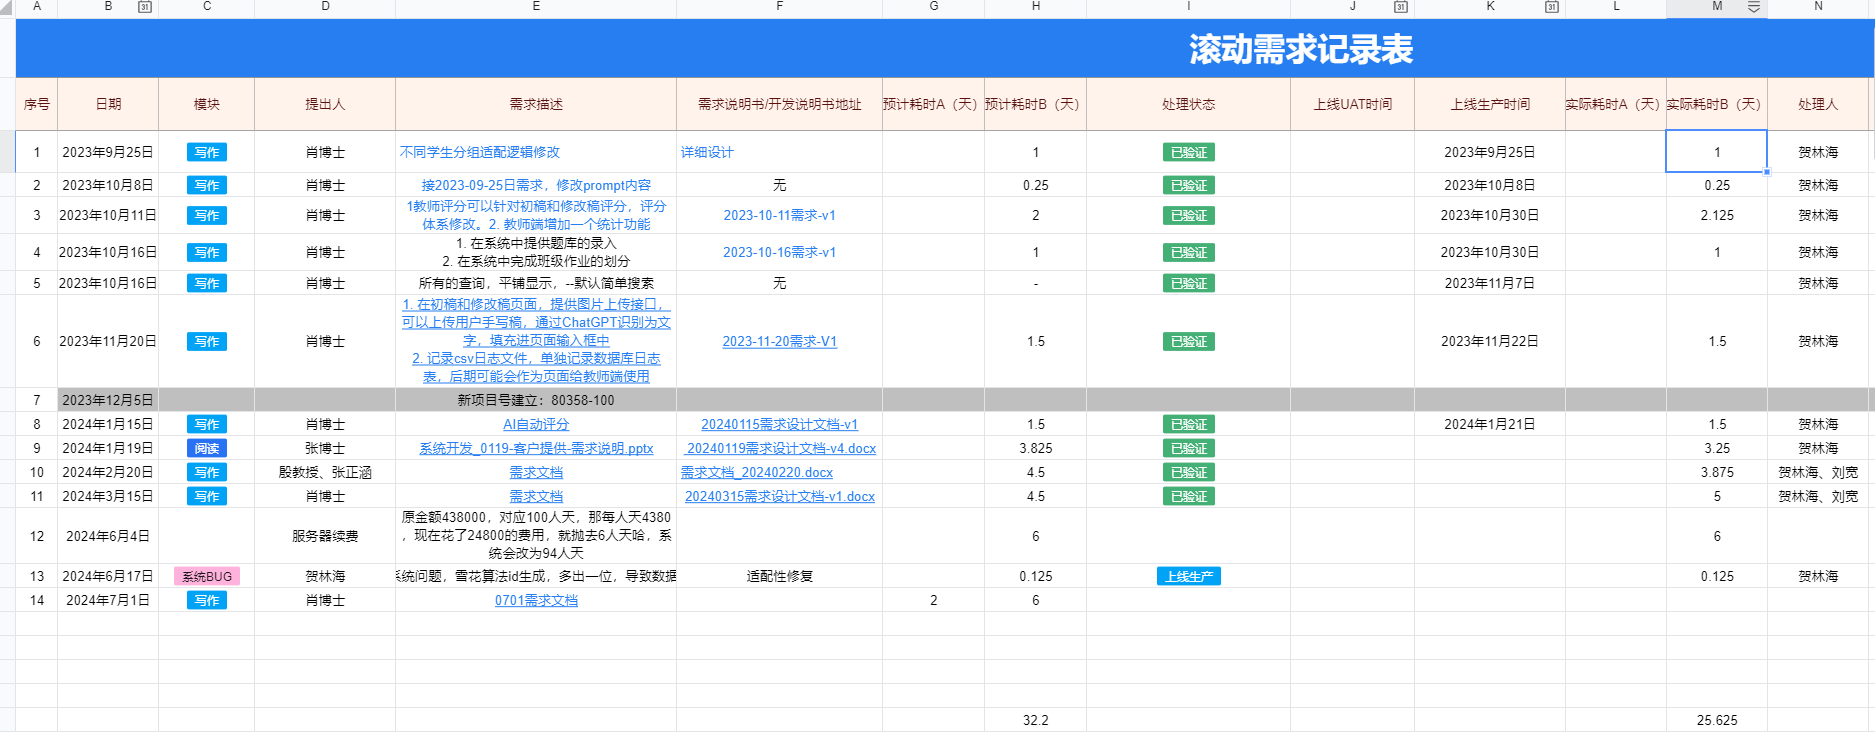 A B 31 C D E F G H I J 31 K 31 L M N
滚动需求记录表
序号 日期 模块 提出人 需求描述 需求说明书/开发说明书地址 预计耗时A（天） 预计耗时B（天） 处理状态 上线UAT时间 上线生产时间 实际耗时A（天） 实际耗时B（天） 处理人
1 2023年9月25日 写作 肖博士 不同学生分组适配逻辑修改 详细设计 1 已验证 2023年9月25日 1 贺林海
2 2023年10月8日 写作 肖博士 接2023-09-25日需求，修改prompt内容 无 0.25 已验证 2023年10月8日 0.25 贺林海
3 2023年10月11日 写作 肖博士 1教师评分可以针对初稿和修改稿评分，评分
体系修改。2. 教师端增加一个统计功能 2023-10-11需求-v1 2 已验证 2023年10月30日 2.125 贺林海
4 2023年10月16日 写作 肖博士 1. 在系统中提供题库的录入
2. 在系统中完成班级作业的划分 2023-10-16需求-v1 1 已验证 2023年10月30日 1 贺林海
5 2023年10月16日 写作 肖博士 所有的查询，平铺显示，--默认简单搜素 无 - 已验证 2023年11月7日 贺林海
6 2023年11月20日 写作 肖博士 1. 在初稿和修改稿页面，提供图片上传接口，
可以上传用户手写稿，通过ChatGPT识别为文
字，填充进页面输入框中
2. 记录csv日志文件，单独记录数据库日志
表，后期可能会作为页面给教师端使用 2023-11-20需求-V1 1.5 已验证 2023年11月22日 1.5 贺林海
7 2023年12月5日 新项目号建立：80358-100
8 2024年1月15日 写作 肖博士 AI自动评分 20240115需求设计文档-v1 1.5 已验证 2024年1月21日 1.5 贺林海
9 2024年1月19日 阅读 张博士 系统开发_0119-客户提供-需求说明.pptx 20240119需求设计文档-v4.docx 3.825 已验证 3.25 贺林海
10 2024年2月20日 写作 殷教授、张正涵 需求文档 需求文档_20240220.docx 4.5 已验证 3.875 贺林海、刘宽
11 2024年3月15日 写作 肖博士 需求文档 20240315需求设计文档-v1.docx 4.5 已验证 5 贺林海、刘宽
12 2024年6月4日 服务器续费 原金额438000，对应100人天，那每人天4380
，现在花了24800的费用，就抛去6人天哈，系
统会改为94人天 6 6
13 2024年6月17日 系统BUG 贺林海 系统问题，雪花算法id生成，多出一位，导致数据 适配性修复 0.125 上线生产 0.125 贺林海
14 2024年7月1日 写作 肖博士 0701需求文档 2 6
32.2 25.625